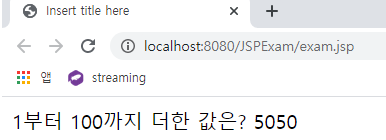 Insert title here
localhost:8080/JSPExam/exam.jsp
앱 streaming
1부터 100까지 더한 값은? 5050